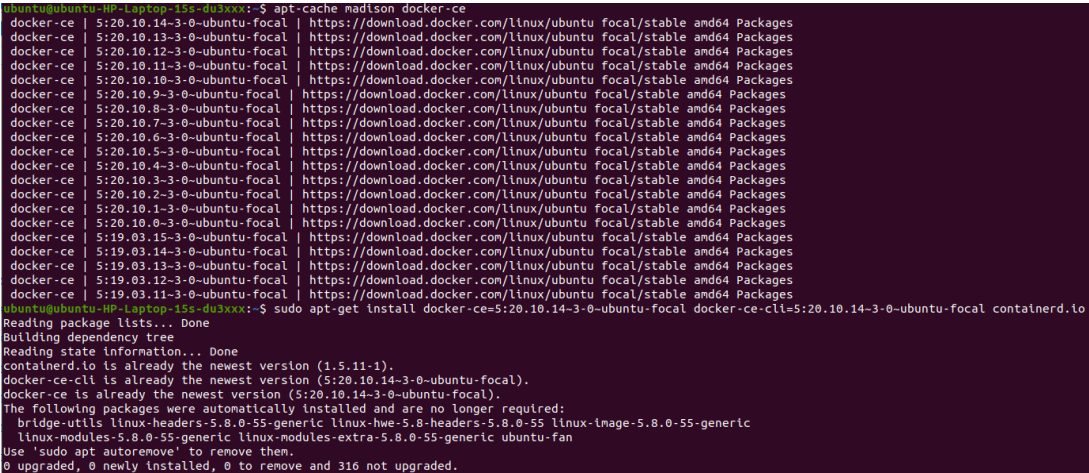 ubuntu@ubuntu-HP-Laptop-15s-du3xxx:~$ apt-cache madison docker-ce
docker-ce | 5:20.10.14~3-0~ubuntu-focal | https://download.docker.com/linux/ubuntu focal/stable amd64 Packages
docker-ce | 5:20.10.13~3-0~ubuntu-focal | https://download.docker.com/linux/ubuntu focal/stable amd64 Packages
docker-ce | 5:20.10.12~3-0~ubuntu-focal | https://download.docker.com/linux/ubuntu focal/stable amd64 Packages
docker-ce | 5:20.10.11~3-0~ubuntu-focal | https://download.docker.com/linux/ubuntu focal/stable amd64 Packages
docker-ce | 5:20.10.10~3-0~ubuntu-focal | https://download.docker.com/linux/ubuntu focal/stable amd64 Packages
docker-ce | 5:20.10.9~3-0~ubuntu-focal | https://download.docker.com/linux/ubuntu focal/stable amd64 Packages
docker-ce | 5:20.10.8~3-0~ubuntu-focal | https://download.docker.com/linux/ubuntu focal/stable amd64 Packages
docker-ce | 5:20.10.7~3-0~ubuntu-focal | https://download.docker.com/linux/ubuntu focal/stable amd64 Packages
docker-ce | 5:20.10.6~3-0~ubuntu-focal | https://download.docker.com/linux/ubuntu focal/stable amd64 Packages
docker-ce | 5:20.10.5~3-0~ubuntu-focal | https://download.docker.com/linux/ubuntu focal/stable amd64 Packages
docker-ce | 5:20.10.4~3-0~ubuntu-focal | https://download.docker.com/linux/ubuntu focal/stable amd64 Packages
docker-ce | 5:20.10.3~3-0~ubuntu-focal | https://download.docker.com/linux/ubuntu focal/stable amd64 Packages
docker-ce | 5:20.10.2~3-0~ubuntu-focal | https://download.docker.com/linux/ubuntu focal/stable amd64 Packages
docker-ce | 5:20.10.1~3-0~ubuntu-focal | https://download.docker.com/linux/ubuntu focal/stable amd64 Packages
docker-ce | 5:20.10.0~3-0~ubuntu-focal | https://download.docker.com/linux/ubuntu focal/stable amd64 Packages
docker-ce | 5:19.03.15~3-0~ubuntu-focal | https://download.docker.com/linux/ubuntu focal/stable amd64 Packages
docker-ce | 5:19.03.14~3-0~ubuntu-focal | https://download.docker.com/linux/ubuntu focal/stable amd64 Packages
docker-ce | 5:19.03.13~3-0~ubuntu-focal | https://download.docker.com/linux/ubuntu focal/stable amd64 Packages
docker-ce | 5:19.03.12~3-0~ubuntu-focal | https://download.docker.com/linux/ubuntu focal/stable amd64 Packages
docker-ce | 5:19.03.11~3-0~ubuntu-focal | https://download.docker.com/linux/ubuntu focal/stable amd64 Packages
ubuntu@ubuntu-HP-Laptop-15s-du3xxx:~$ sudo apt-get install docker-ce=5:20.10.14~3-0~ubuntu-focal docker-ce-cli=5:20.10.14~3-0~ubuntu-focal containerd.io
Reading package lists... Done
Building dependency tree
Reading state information... Done
containerd.io is already the newest version (1.5.11-1).
docker-ce-cli is already the newest version (5:20.10.14~3-0~ubuntu-focal).
docker-ce is already the newest version (5:20.10.14~3-0~ubuntu-focal).
The following packages were automatically installed and are no longer required:
bridge-utils linux-headers-5.8.0-55-generic linux-hwe-5.8-headers-5.8.0-55 linux-image-5.8.0-55-generic
linux-modules-5.8.0-55-generic linux-modules-extra-5.8.0-55-generic ubuntu-fan
Use 'sudo apt autoremove' to remove them.
0 upgraded, 0 newly installed, 0 to remove and 316 not upgraded.